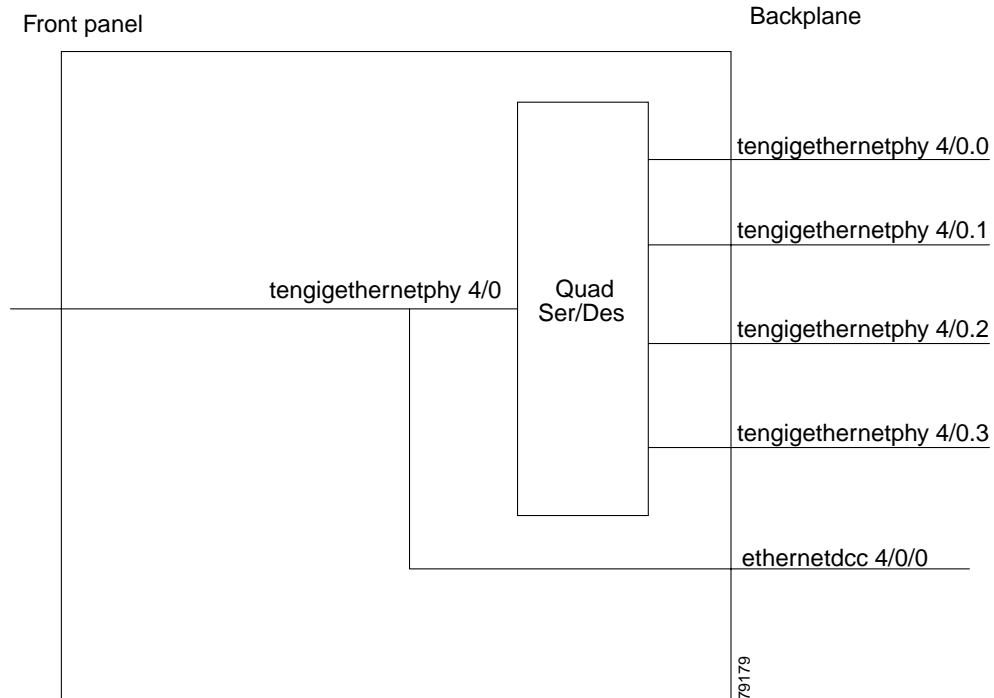 Front panel
Backplane
tengigethernetphy 4/0.0
tengigethernetphy 4/0.1
tengigethernetphy 4/0
Quad
Ser/Des
tengigethernetphy 4/0.2
tengigethernetphy 4/0.3
ethernetdcc 4/0/0
79179